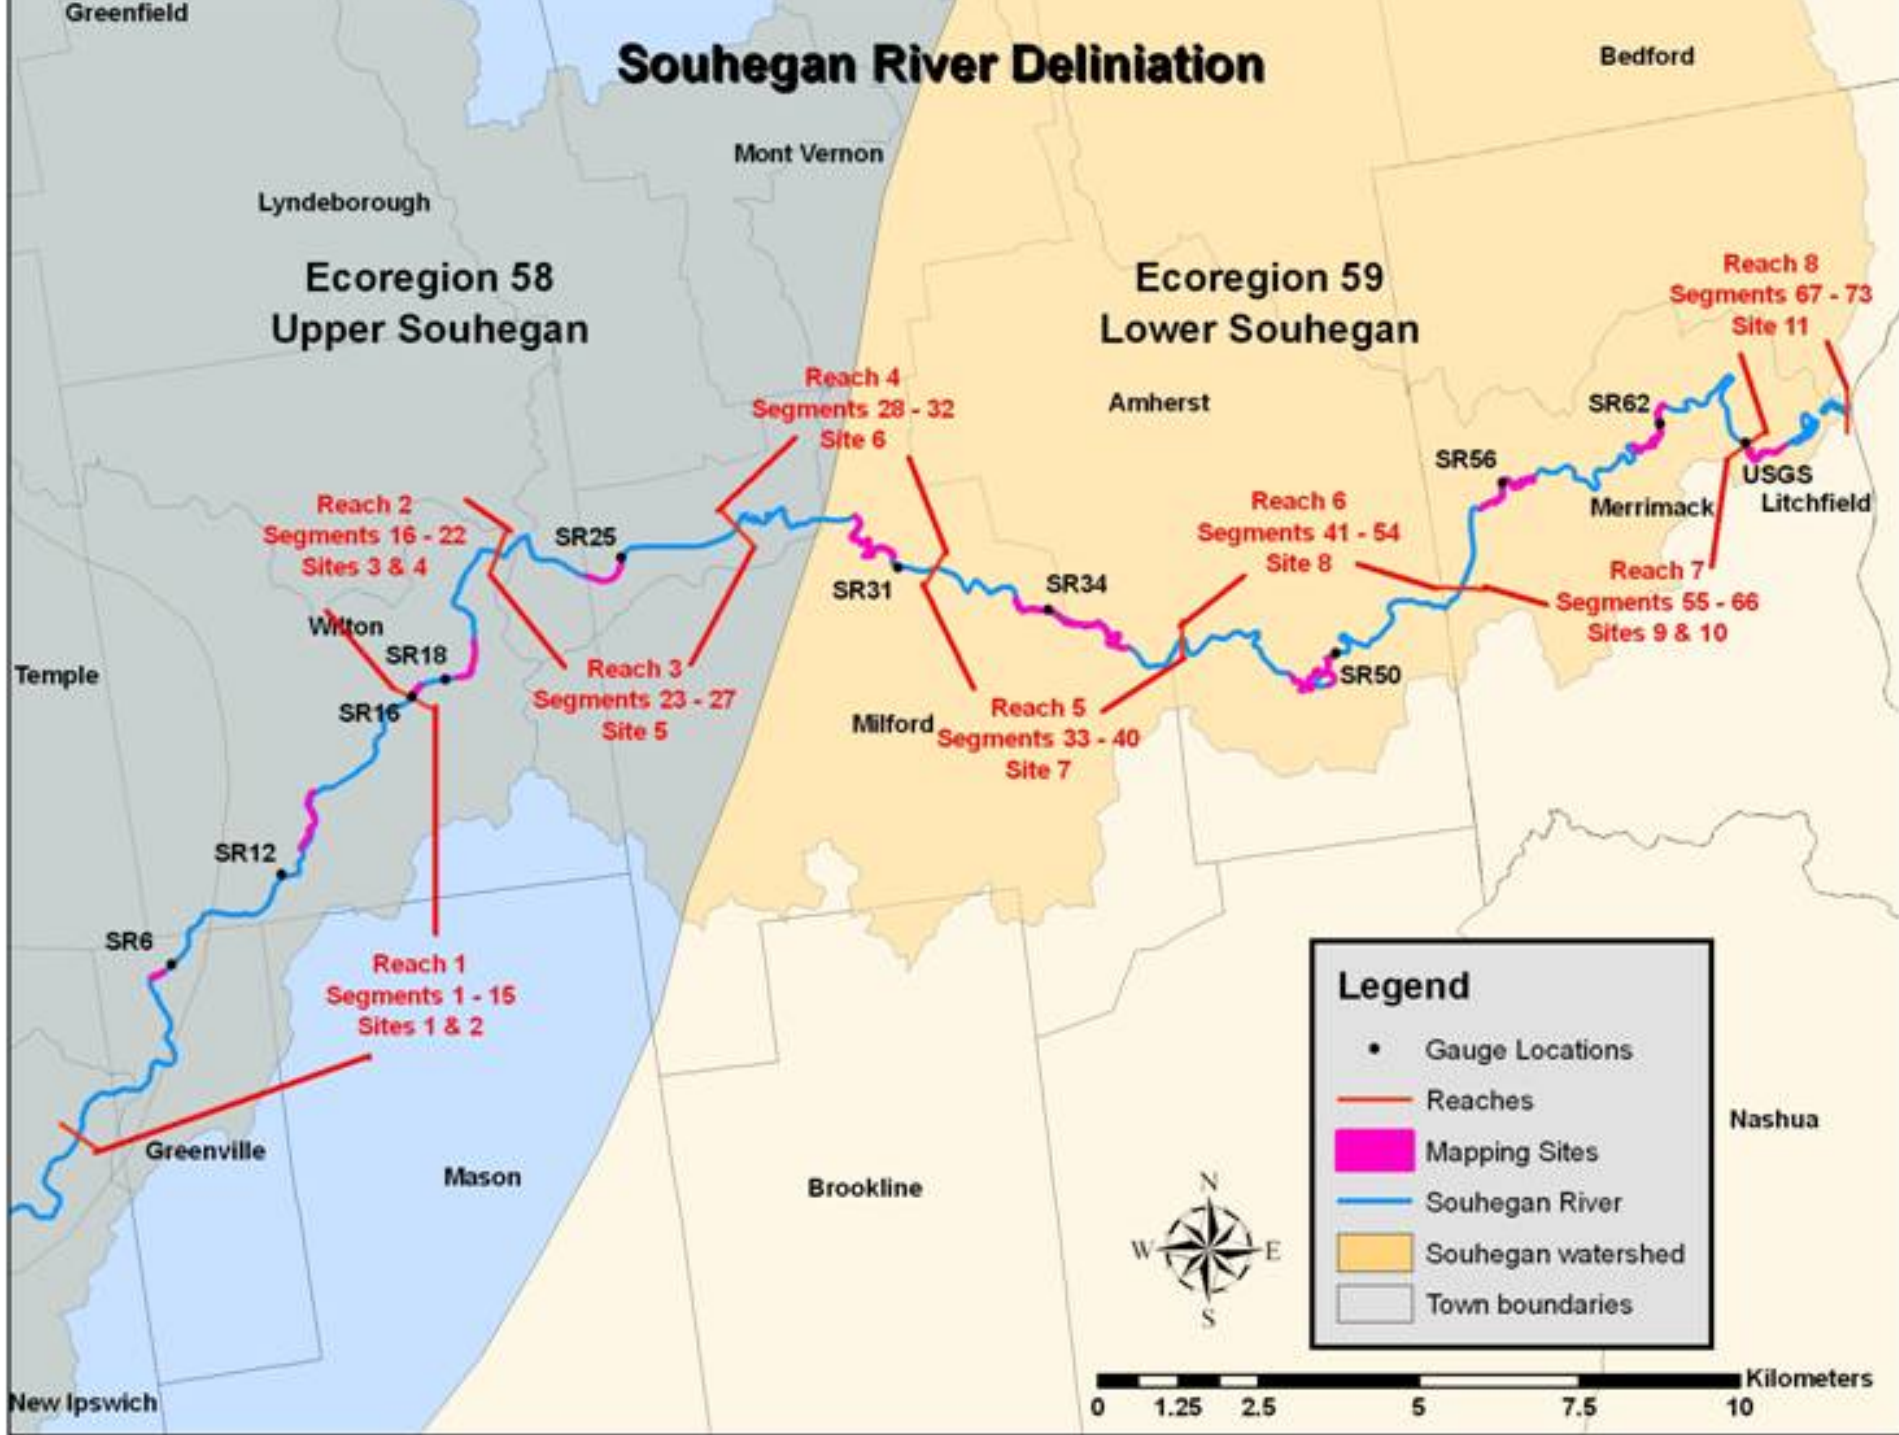 Greenfield
Souhegan River Deliniation
Bedford
Mont Vernon
Lyndeborough
Ecoregion 58
Upper Souhegan
Ecoregion 59
Lower Souhegan
Reach 8
Segments 67 - 73
Site 11
Reach 4
Segments 28 - 32
Site 6
Amherst
SR62
SR56
USGS
Litchfield
Merrimack
Reach 2
Segments 16 - 22
Sites 3 & 4
SR25
Reach 6
Segments 41 - 54
Site 8
SR31
SR34
Reach 7
Segments 55 - 66
Sites 9 & 10
Wilton
SR18
Temple
SR16
Reach 3
Segments 23 - 27
Site 5
SR50
Milford
Reach 5
Segments 33 - 40
Site 7
SR12
SR6
Reach 1
Segments 1 - 15
Sites 1 & 2
Greenville
Mason
Brookline
Nashua
Legend
Gauge Locations
Reaches
Mapping Sites
Souhegan River
Souhegan watershed
Town boundaries
N
W E
S
New Ipswich
Kilometers
0 1.25 2.5 5 7.5 10